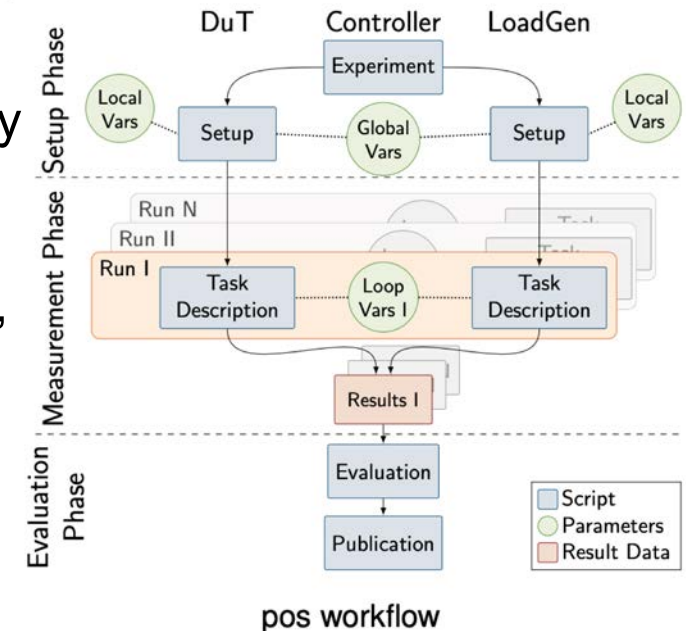 DuT Controller LoadGen
Setup Phase
Experiment
Local
Vars
Setup
Global
Vars
Setup
Local
Vars
y
Measurement Phase
Run N
Run II
Run I
Task
Description
Loop
Vars I
Task
Description
,
Results I
Evaluation
Phase
Evaluation
Publication
Script
Parameters
Result Data
pos workflow